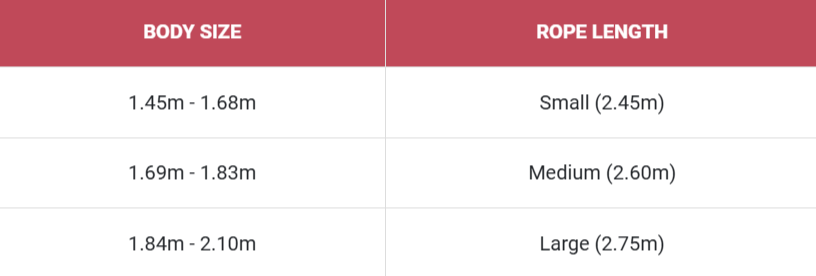 BODY SIZE ROPE LENGTH
1.45m - 1.68m Small (2.45m)
1.69m - 1.83m Medium (2.60m)
1.84m - 2.10m Large (2.75m)